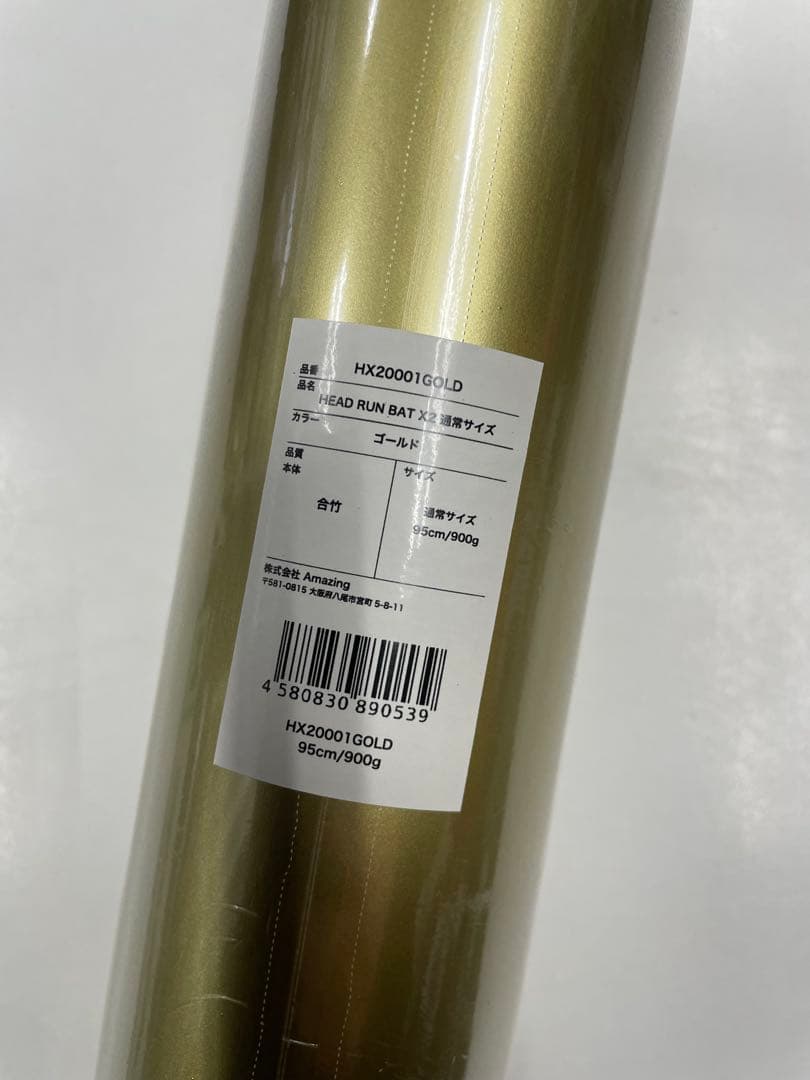 品番 HX20001GOLD
品名 HEAD RUN BAT X2 通常サイズ
カラー ゴールド
品質
本体 合竹
サイズ
通常サイズ
95cm/900g
株式会社 Amazing
〒581-0815 大阪府八尾市宮町 5-8-11
4 580830 890539
HX20001GOLD
95cm/900g